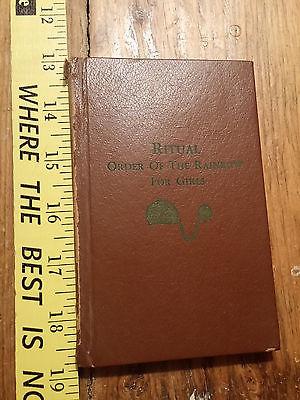 RITUAL
ORDER OF THE RAINBOW
FOR GIRLS
12
13
14
15
16
17
18
19
WHERE THE BEST IS NO